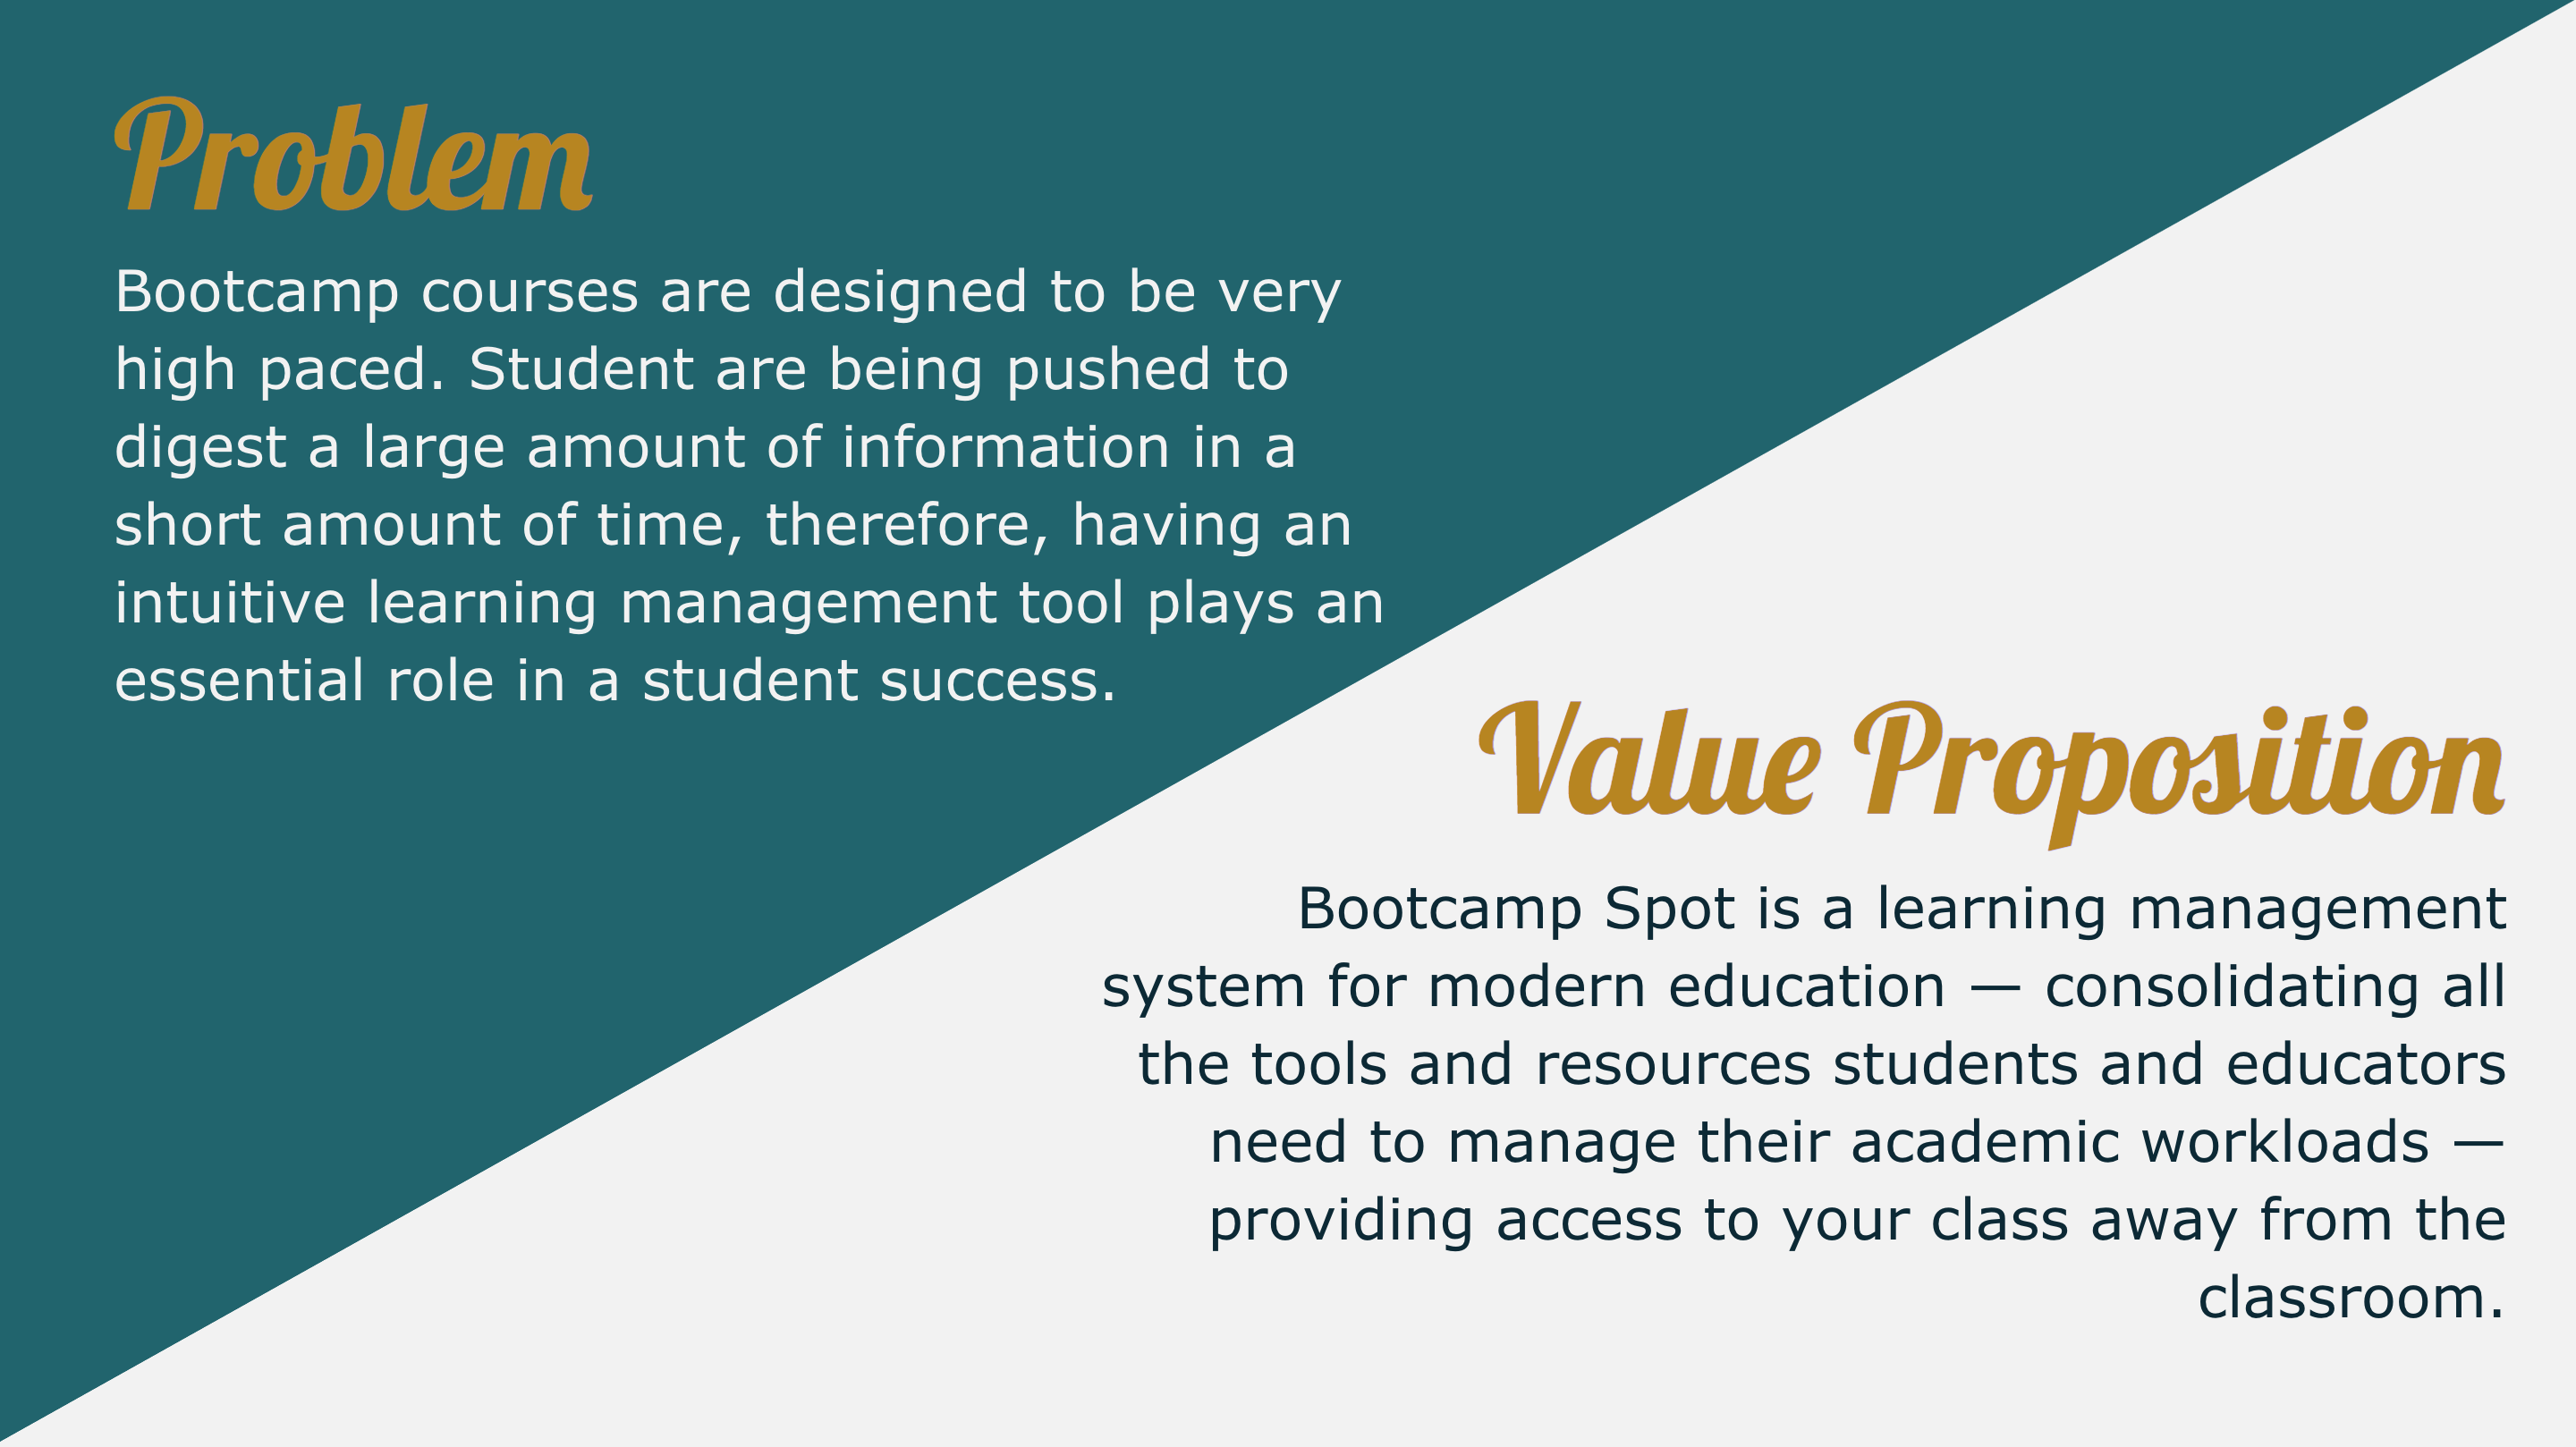 Problem
Bootcamp courses are designed to be very
high paced. Student are being pushed to
digest a large amount of information in a
short amount of time, therefore, having an
intuitive learning management tool plays an
essential role in a student success.
Value Proposition
Bootcamp Spot is a learning management
system for modern education — consolidating all
the tools and resources students and educators
need to manage their academic workloads —
providing access to your class away from the
classroom.